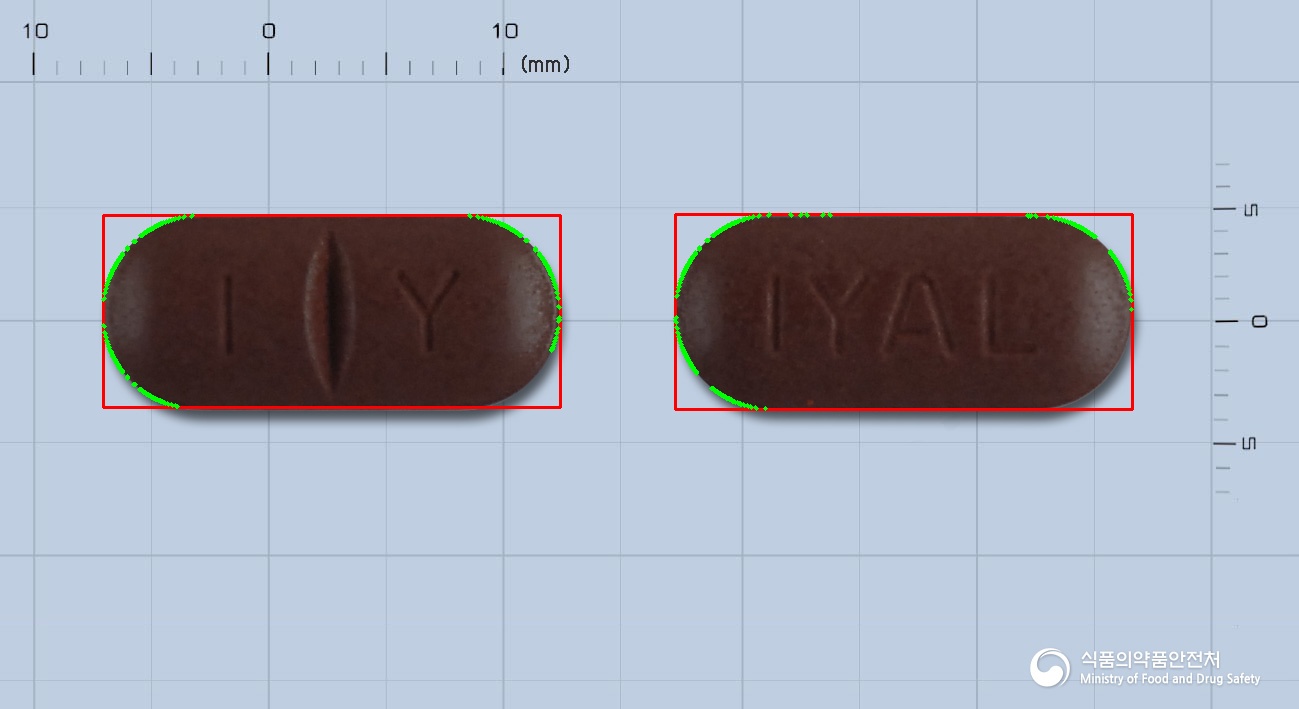 10 0 10 (mm)
I Y
IYAL
5
0
5
식품의약품안전처
Ministry of Food and Drug Safety